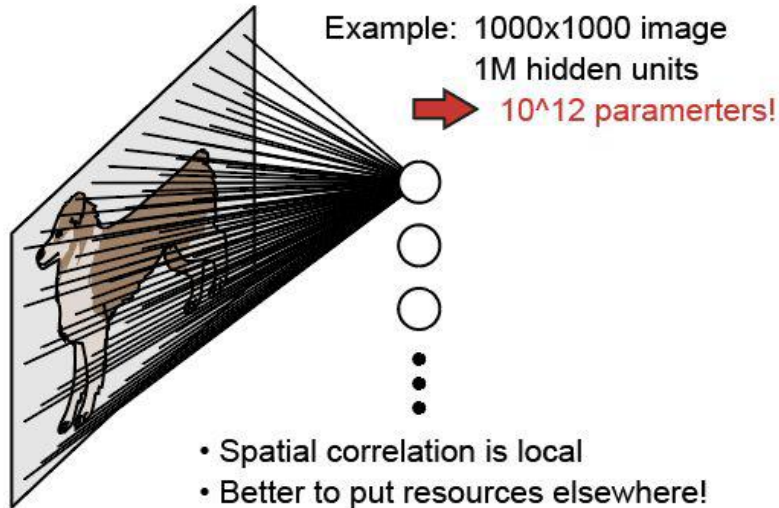 Example: 1000x1000 image
1M hidden units
10^12 paramerters!
• Spatial correlation is local
• Better to put resources elsewhere!